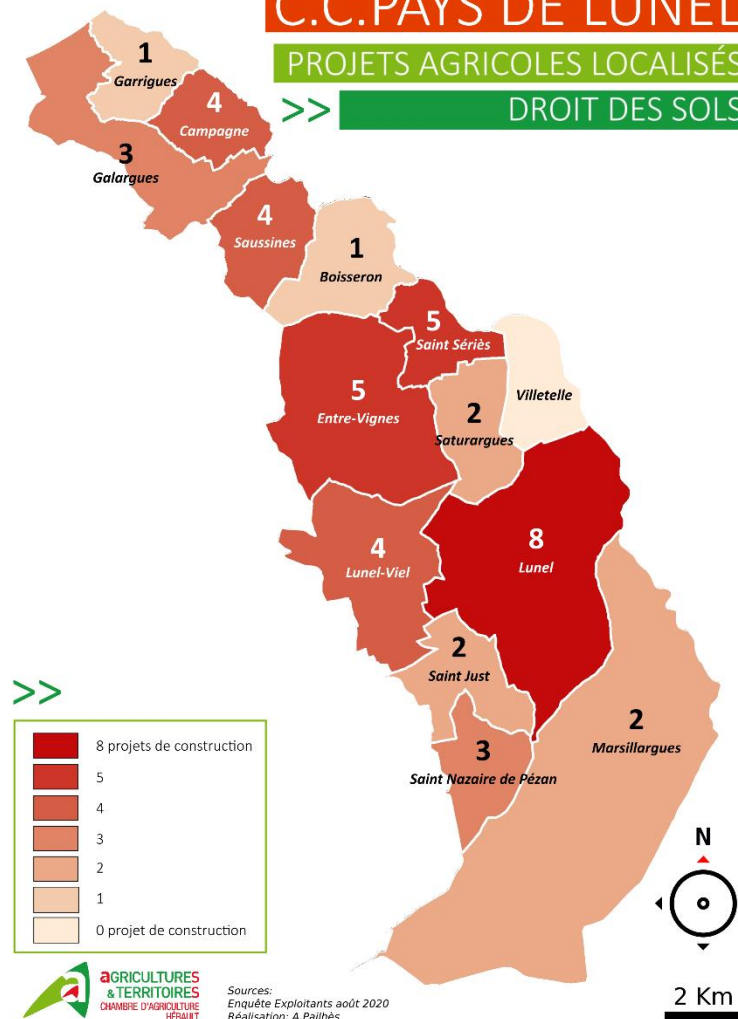 C.C.PAYS DE LUNEL
PROJETS AGRICOLES LOCALISÉS
>> DROIT DES SOLS
1
Garrigues
4
Campagne
3
Galargues
4
Saussines
1
Boisseron
5
Saint Sériès
5
Entre-Vignes
2
Saturargues
Villetelle
8
Lunel
4
Lunel-Viel
2
Saint Just
2
Marsillargues
3
Saint Nazaire de Pézan
>>
8 projets de construction
5
4
3
2
1
0 projet de construction
N
2 Km
aGRICULTURES
& TERRITOIRES
CHAMBRE D'AGRICULTURE
HÉRAULT
Sources:
Enquête Exploitants août 2020
Réalisation: A.Pailhès